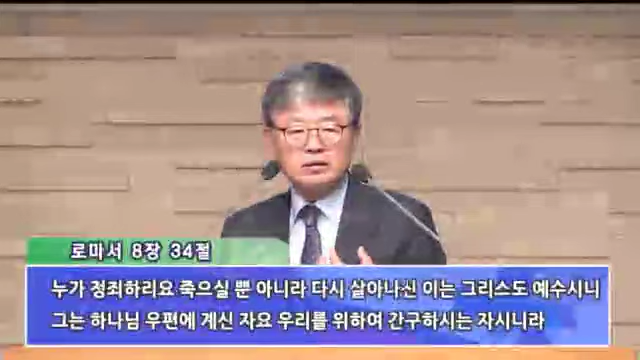 로마서 8장 34절
누가 정죄하리요 죽으실 뿐 아니라 다시 살아나신 이는 그리스도 예수시니
그는 하나님 우편에 계신 자요 우리를 위하여 간구하시는 자시니라